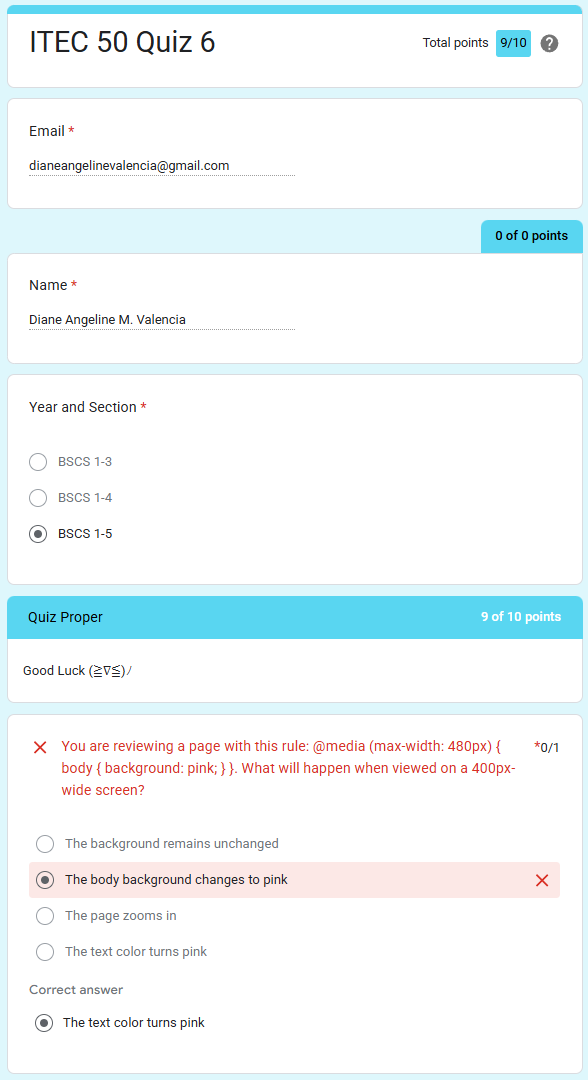 ITEC 50 Quiz 6
Total points 9/10 ?
Email *
dianeangelinevalencia@gmail.com
0 of 0 points
Name *
Diane Angeline M. Valencia
Year and Section *
BSCS 1-3
BSCS 1-4
BSCS 1-5
Quiz Proper 9 of 10 points
Good Luck (≧∇≦)ﾉ
You are reviewing a page with this rule: @media (max-width: 480px) { *0/1
body { background: pink; } }. What will happen when viewed on a 400px-
wide screen?
The background remains unchanged
The body background changes to pink
The page zooms in
The text color turns pink
Correct answer
The text color turns pink